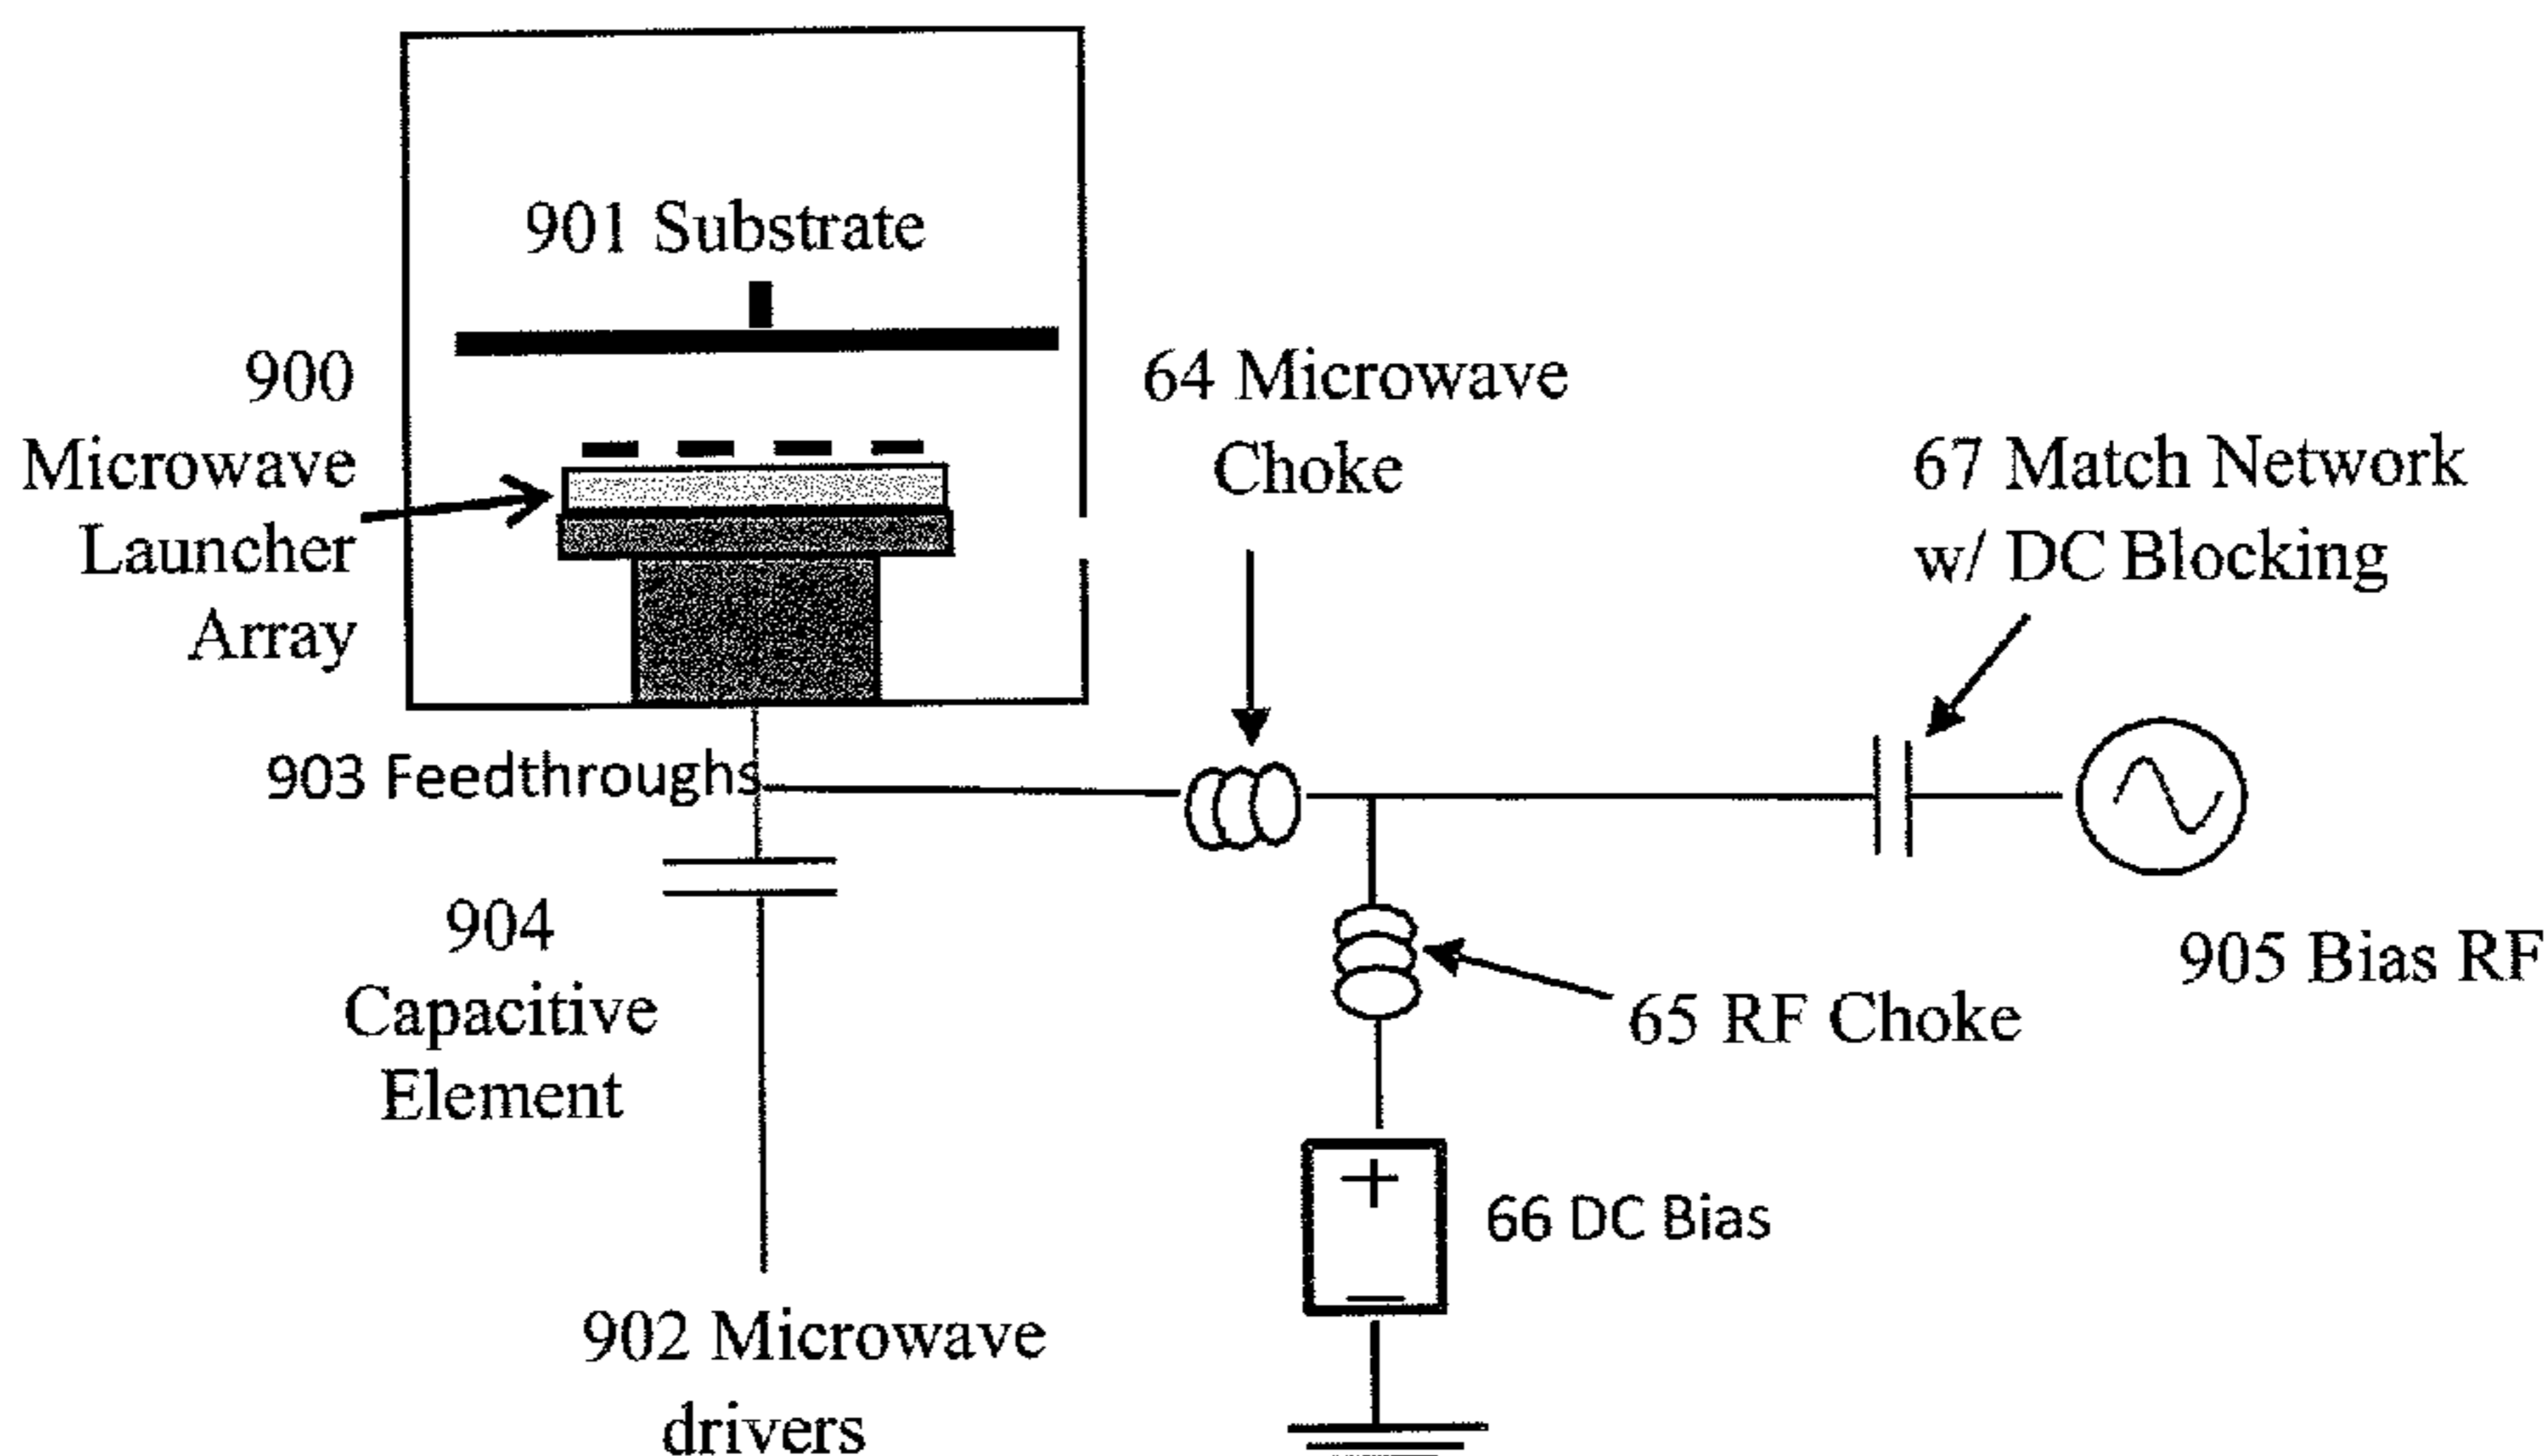 901 Substrate
900
Microwave
Launcher
Array
64 Microwave
Choke
67 Match Network
w/ DC Blocking
903 Feedthroughs
904
Capacitive
Element
905 Bias RF
65 RF Choke
+
66 DC Bias
–
902 Microwave
drivers